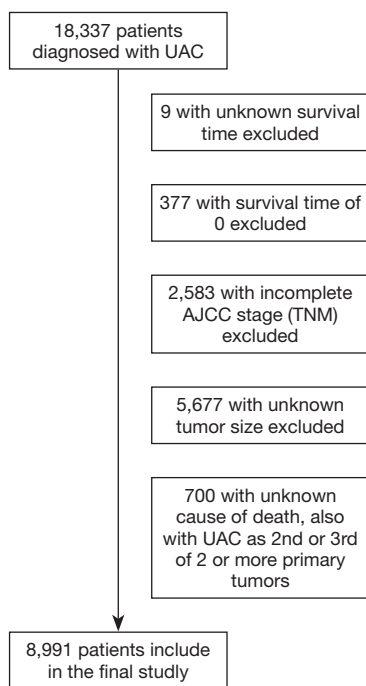 18,337 patients
diagnosed with UAC
9 with unknown survival
time excluded
377 with survival time of
0 excluded
2,583 with incomplete
AJCC stage (TNM)
excluded
5,677 with unknown
tumor size excluded
700 with unknown
cause of death, also
with UAC as 2nd or 3rd
of 2 or more primary
tumors
8,991 patients include
in the final studly